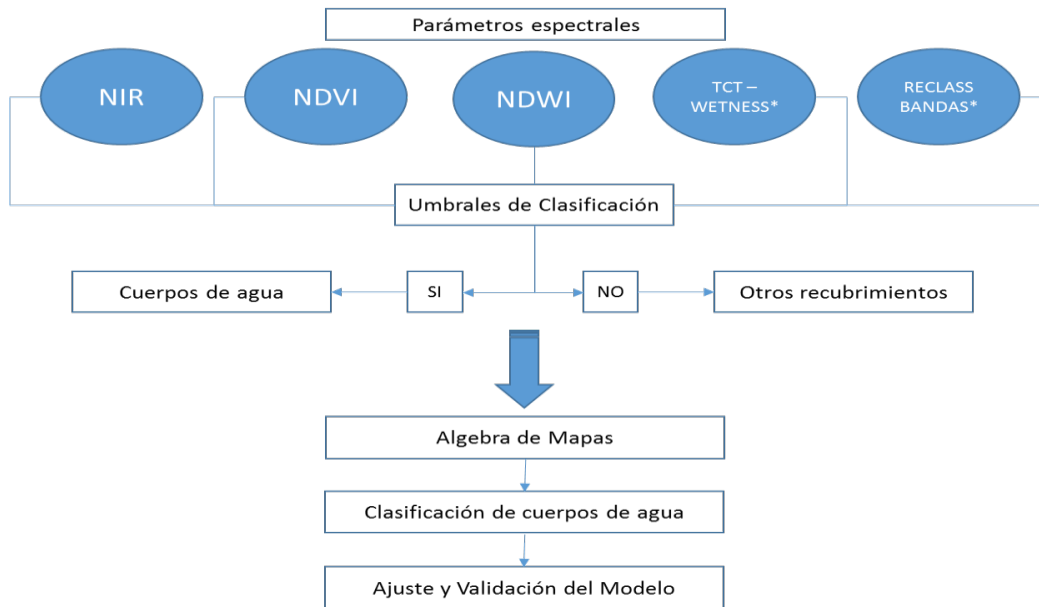 Parámetros espectrales
NIR
NDVI
NDWI
TCT –
WETNESS*
RECLASS
BANDAS*
Umbrales de Clasificación
Cuerpos de agua
SI
NO
Otros recubrimientos
Algebra de Mapas
Clasificación de cuerpos de agua
Ajuste y Validación del Modelo